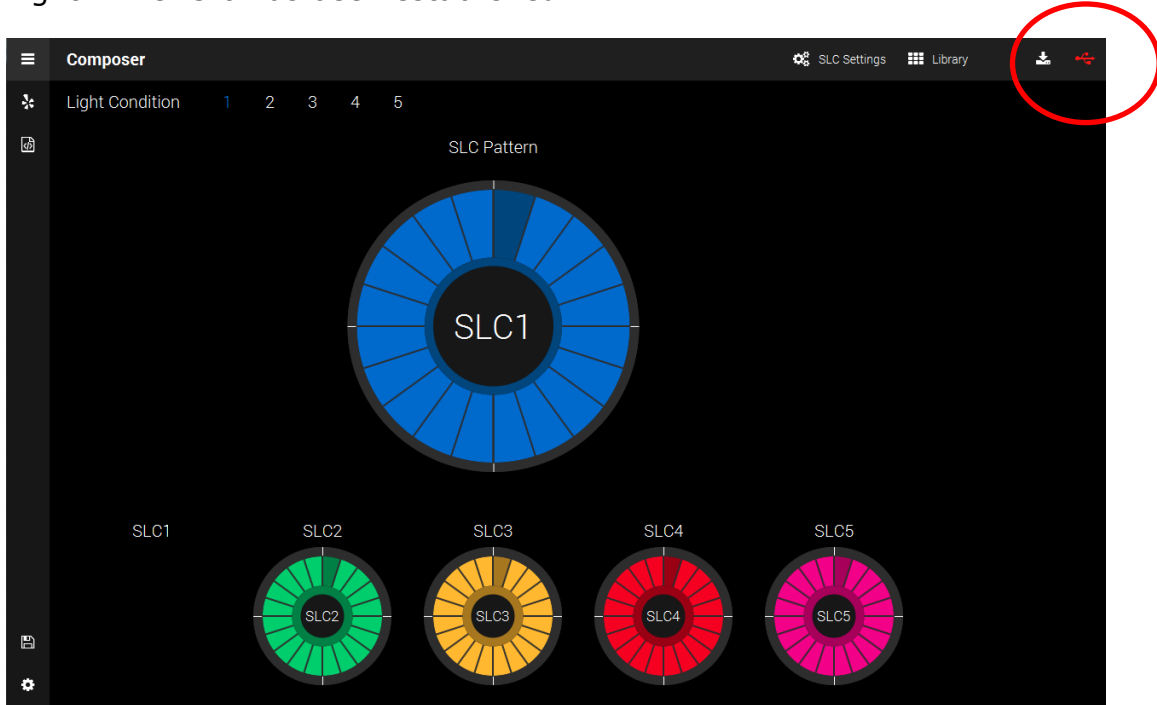 Composer
SLC Settings
Library
Light Condition 1 2 3 4 5
SLC Pattern
SLC1
SLC1 SLC2 SLC3 SLC4 SLC5
SLC2 SLC3 SLC4 SLC5